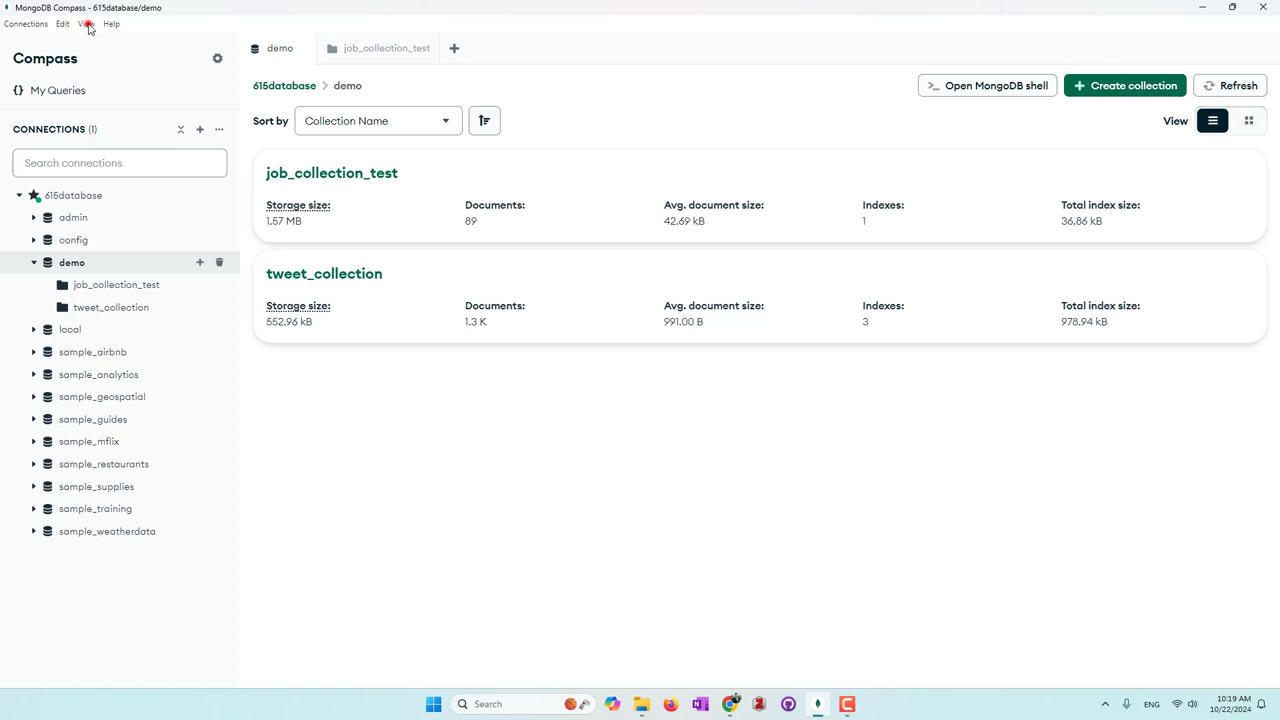 MongoDB Compass - 615database/demo
Connections Edit View Help
Compass
My Queries
CONNECTIONS (1)
Search connections
615database
admin
config
demo
job_collection_test
tweet_collection
local
sample_airbnb
sample_analytics
sample_geospatial
sample_guides
sample_mflix
sample_restaurants
sample_supplies
sample_training
sample_weatherdata
demo job_collection_test
615database > demo
>_ Open MongoDB shell + Create collection Refresh
Sort by Collection Name View
job_collection_test
Storage size: Documents: Avg. document size: Indexes: Total index size:
1.57 MB 89 42.69 kB 1 36.86 kB
tweet_collection
Storage size: Documents: Avg. document size: Indexes: Total index size:
552.96 kB 1.3 K 991.00 B 3 978.94 kB
Search ENG 10:19 AM
10/22/2024